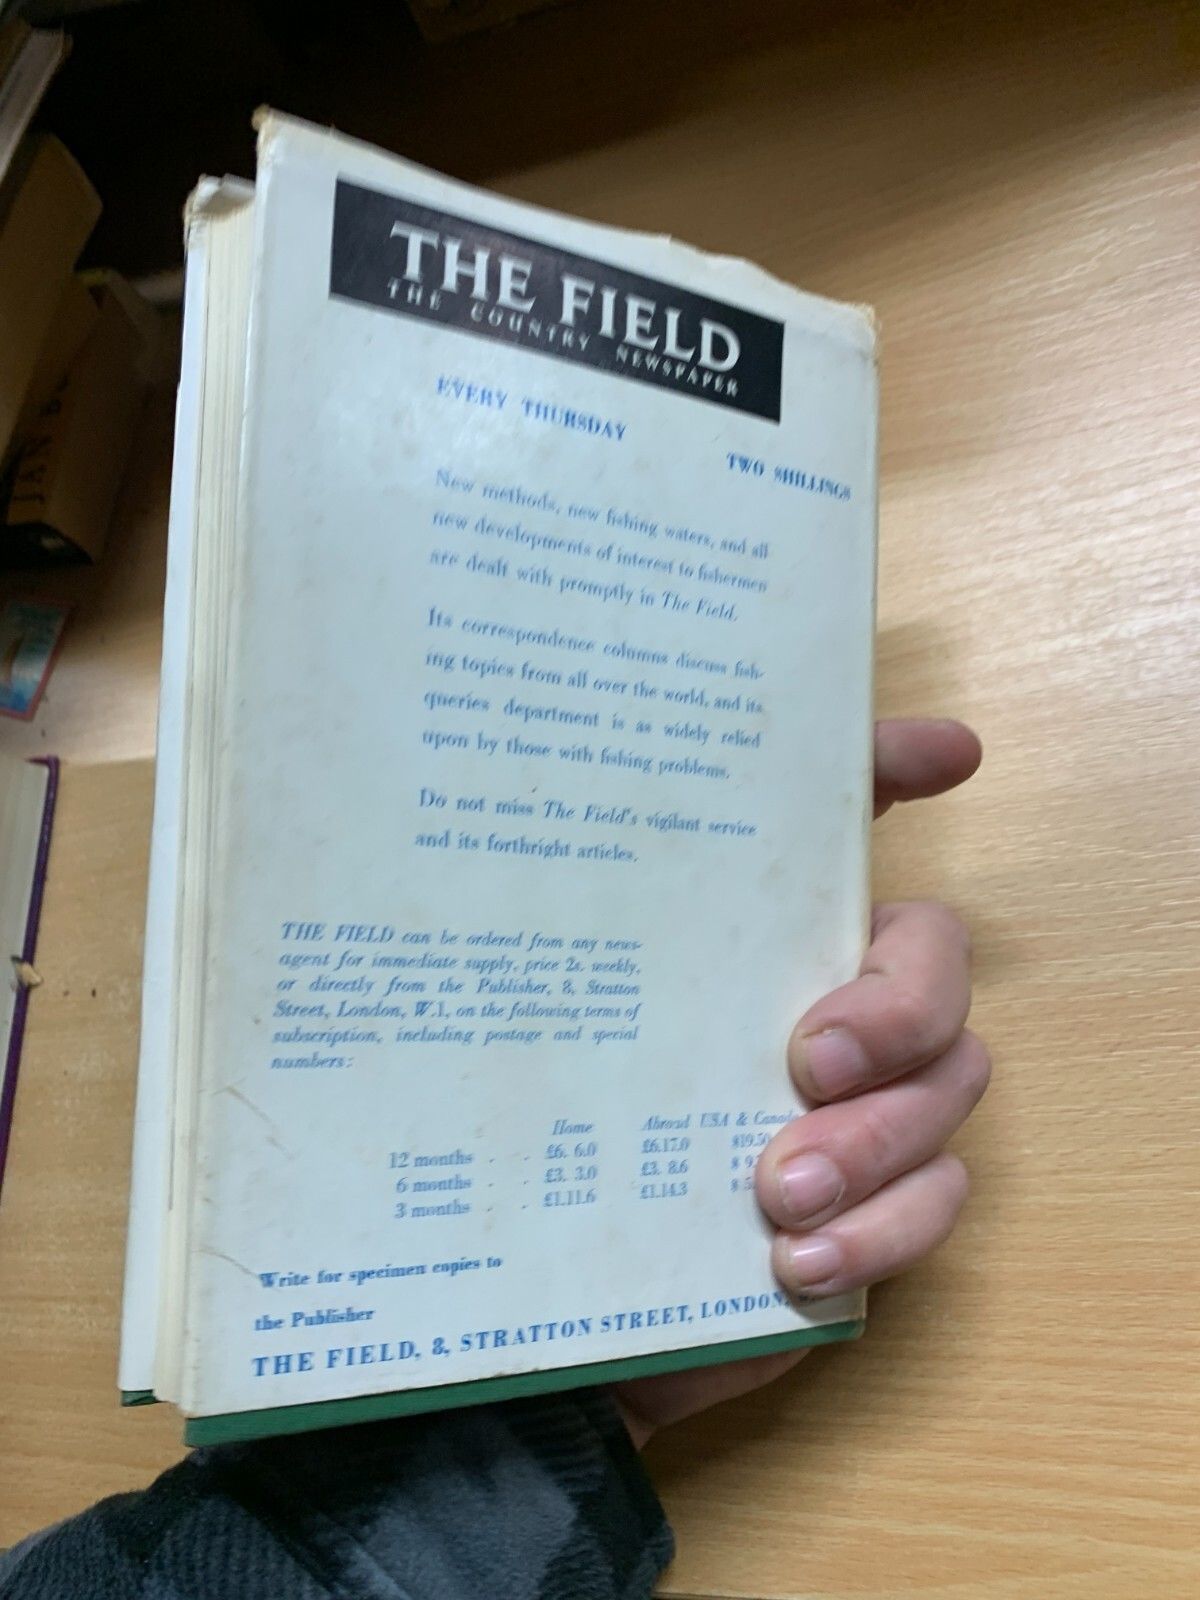 THE FIELD
THE COUNTRY NEWSPAPER
EVERY THURSDAY
TWO SHILLINGS
New methods, new fishing waters, and all
new developments of interest to fishermen
are dealt with promptly in The Field.
Its correspondence columns discuss fish-
ing topics from all over the world, and its
queries department is as widely relied
upon by those with fishing problems.
Do not miss The Field's vigilant service
and its forthright articles.
THE FIELD can be ordered from any news-
agent for immediate supply, price 2s. weekly,
or directly from the Publisher, 8, Stratton
Street, London, W.1, on the following terms of
subscription, including postage and special
numbers:
Home Abroad USA & Canada
12 months . . £6. 6.0 £6.17.0 $19.50
6 months . . £3. 3.0 £3. 8.6 $ 9.
3 months . . £1.11.6 £1.14.3 $ 5.
Write for specimen copies to
the Publisher
THE FIELD, 8, STRATTON STREET, LONDON,